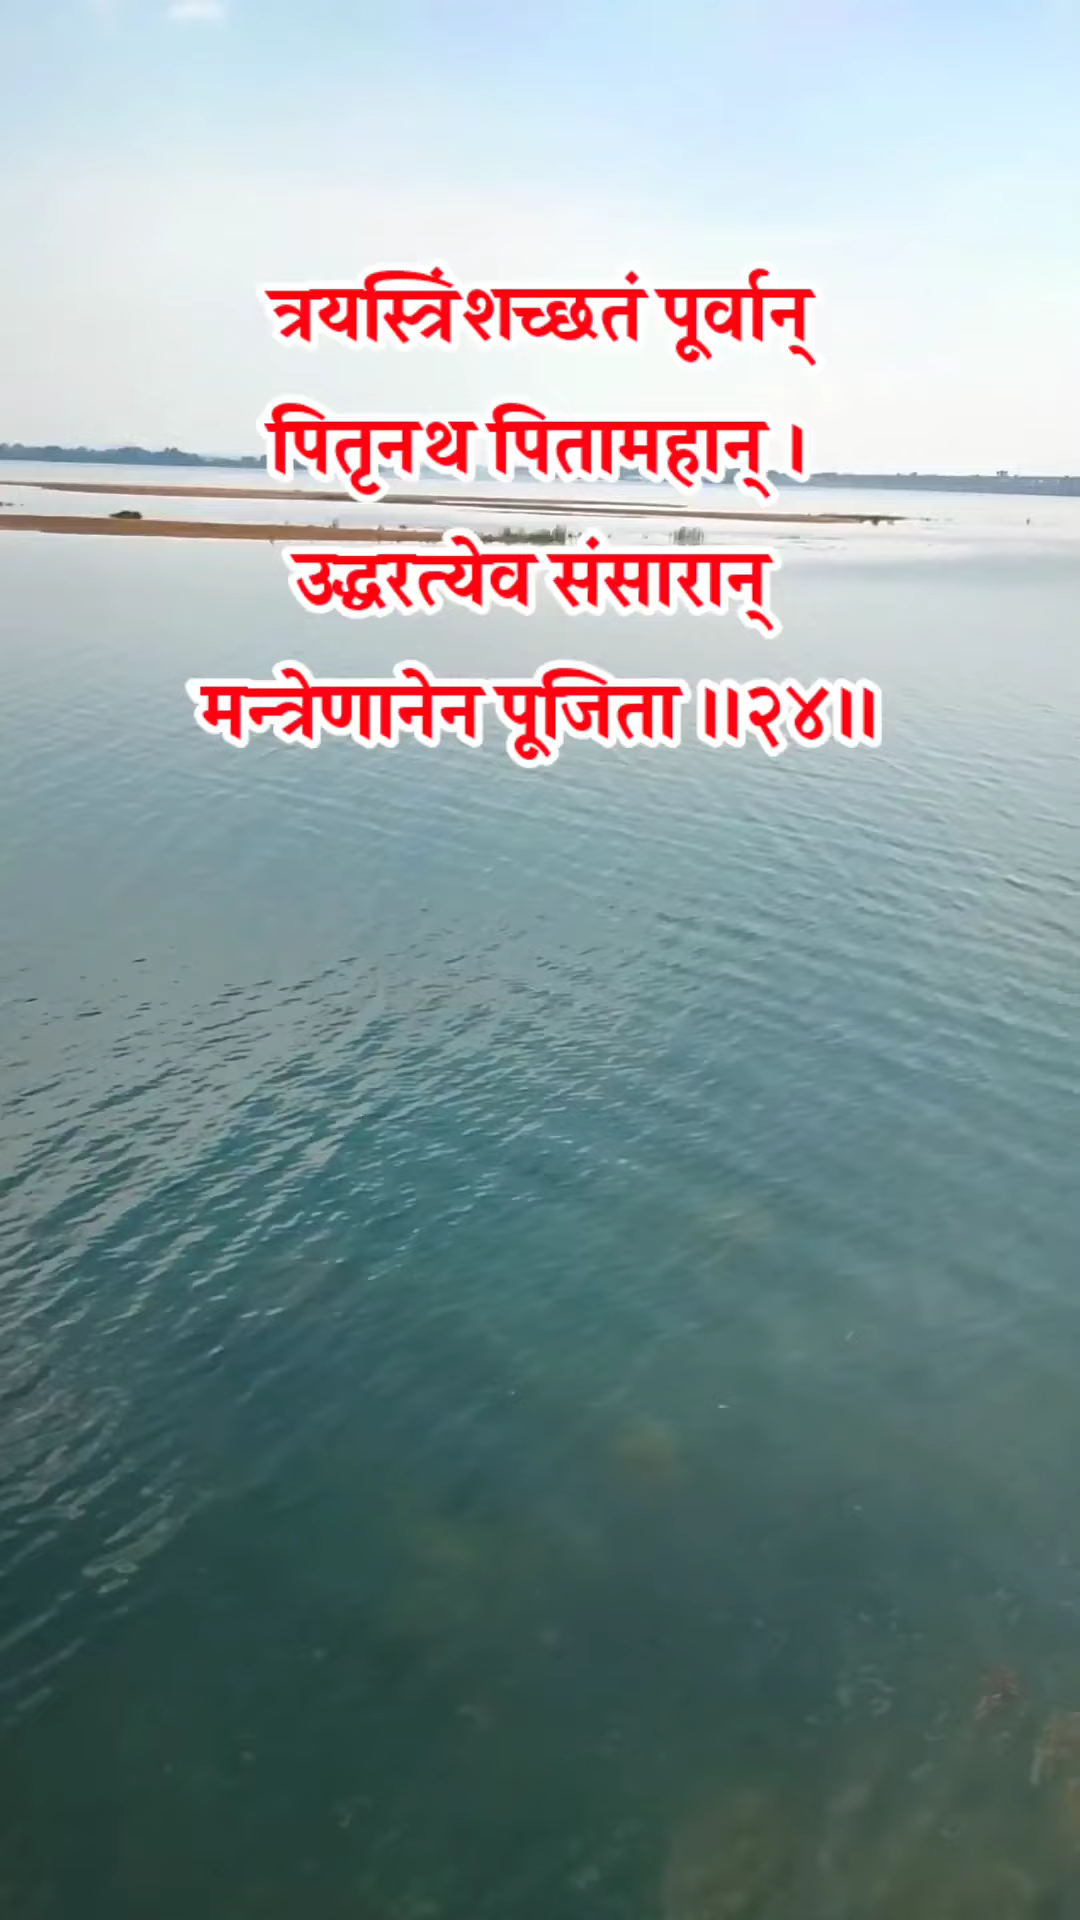 त्रयस्त्रिंशच्छतं पूर्वान्
पितृनथ पितामहान् ।
उद्धरत्येव संसारान्
मन्त्रेणानेन पूजिता ॥२४॥